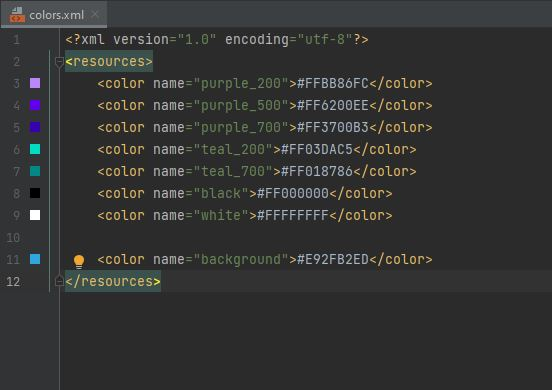 colors.xml
1 <?xml version="1.0" encoding="utf-8"?>
2 <resources>
3 <color name="purple_200">#FFBB86FC</color>
4 <color name="purple_500">#FF6200EE</color>
5 <color name="purple_700">#FF3700B3</color>
6 <color name="teal_200">#FF03DAC5</color>
7 <color name="teal_700">#FF018786</color>
8 <color name="black">#FF000000</color>
9 <color name="white">#FFFFFFFF</color>
10
11 <color name="background">#E92FB2ED</color>
12 </resources>